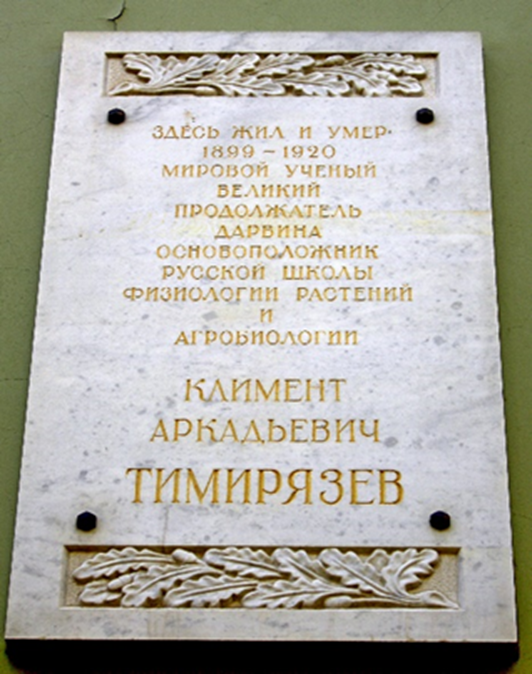 ЗДЕСЬ ЖИЛ И УМЕР·
1899–1920
МИРОВОЙ УЧЕНЫЙ
ВЕЛИКИЙ
ПРОДОЛЖАТЕЛЬ
ДАРВИНА
ОСНОВОПОЛОЖНИК
РУССКОЙ ШКОЛЫ
ФИЗИОЛОГИИ РАСТЕНИЙ
И
АГРОБИОЛОГИИ
КЛИМЕНТ
АРКАДЬЕВИЧ
ТИМИРЯЗЕВ